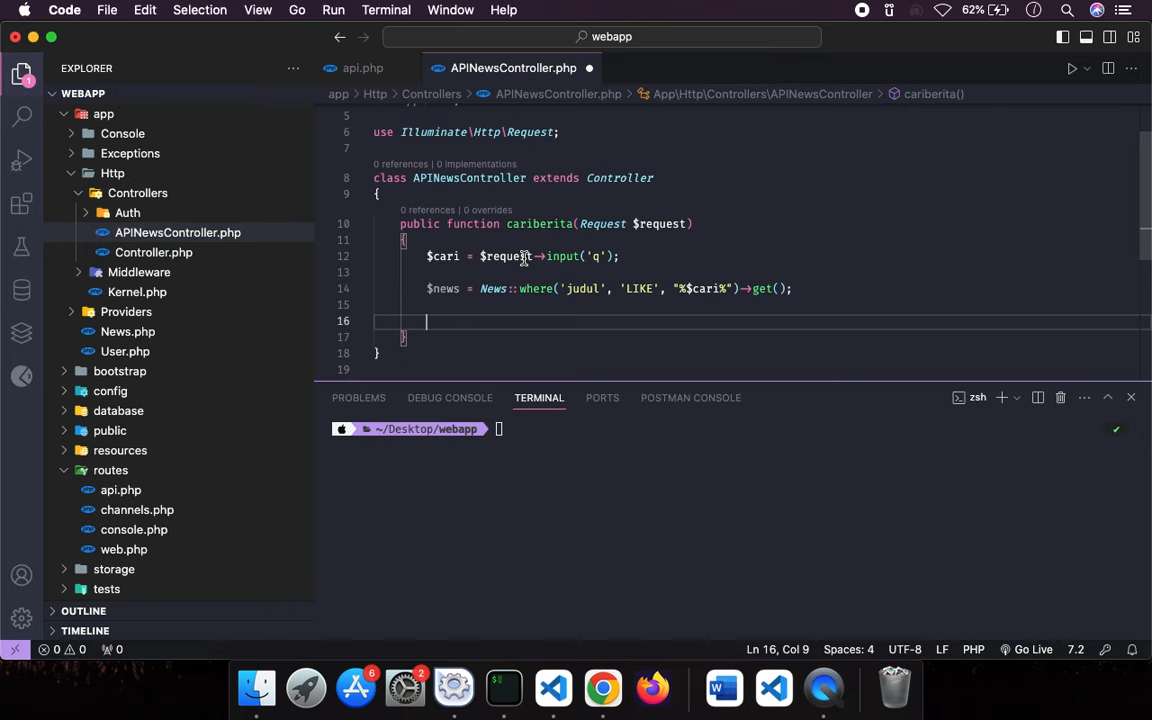 Code File Edit Selection View Go Run Terminal Window Help 62%
webapp
EXPLORER
api.php APINewsController.php
WEBAPP
app > Http > Controllers > APINewsController.php > App\Http\Controllers\APINewsController > cariberita()
app
Console
Exceptions
Http
Controllers
Auth
APINewsController.php
Controller.php
Middleware
Kernel.php
Providers
News.php
User.php
bootstrap
config
database
public
resources
routes
api.php
channels.php
console.php
web.php
storage
tests
OUTLINE
TIMELINE
5
6 use Illuminate\Http\Request;
7
0 references | 0 implementations
8 class APINewsController extends Controller
9 {
0 references | 0 overrides
10 public function cariberita(Request $request)
11 {
12 $cari = $request->input('q');
13
14 $news = News::where('judul', 'LIKE', "%$cari%")->get();
15
16
17 }
18 }
19
PROBLEMS DEBUG CONSOLE TERMINAL PORTS POSTMAN CONSOLE zsh
~/Desktop/webapp
0 0 0 Ln 16, Col 9 Spaces: 4 UTF-8 LF PHP Go Live 7.2
6 2
1